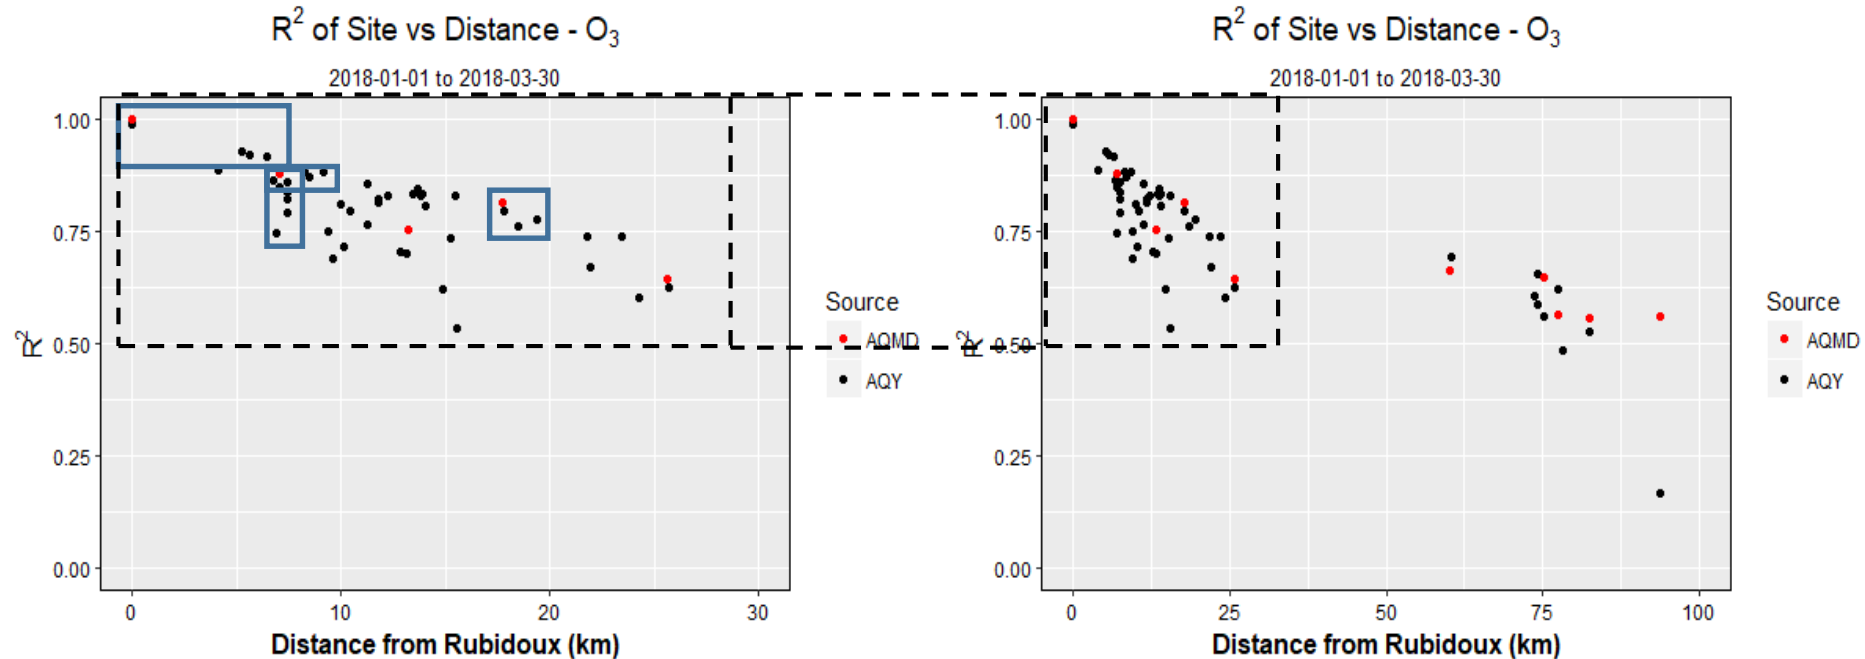 R² of Site vs Distance - O₃
2018-01-01 to 2018-03-30
1.00
0.75
0.50
0.25
0.00
R²
0
10
20
30
Distance from Rubidoux (km)
Source
AQMD
AQY
R² of Site vs Distance - O₃
2018-01-01 to 2018-03-30
1.00
0.75
0.50
0.25
0.00
R²
0
25
50
75
100
Distance from Rubidoux (km)
Source
AQMD
AQY